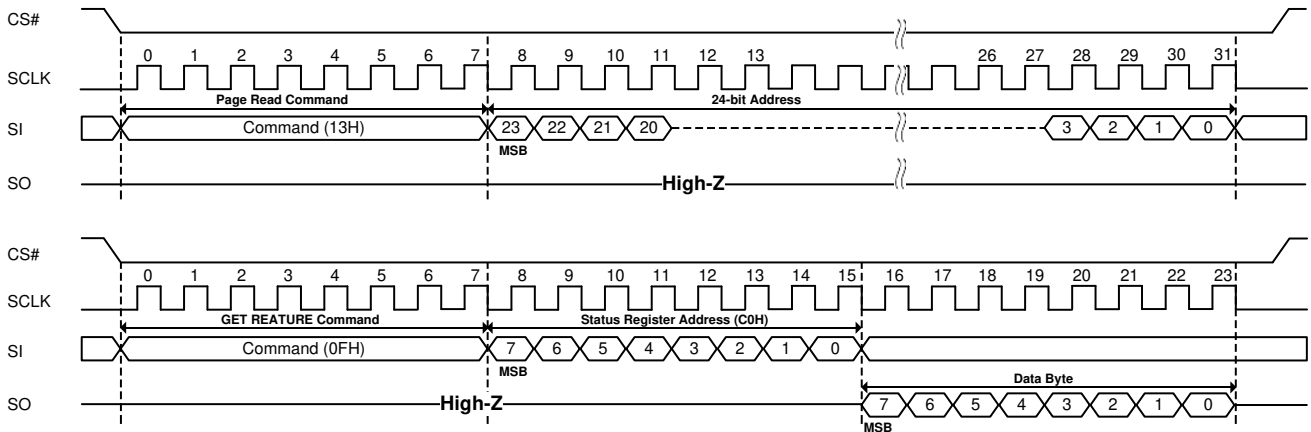 CS#
0 1 2 3 4 5 6 7 8 9 10 11 12 13 26 27 28 29 30 31
SCLK
Page Read Command 24-bit Address
SI Command (13H) 23 22 21 20 3 2 1 0
MSB
SO High-Z
CS#
0 1 2 3 4 5 6 7 8 9 10 11 12 13 14 15 16 17 18 19 20 21 22 23
SCLK
GET REATURE Command Status Register Address (C0H)
SI Command (0FH) 7 6 5 4 3 2 1 0
MSB
Data Byte
SO High-Z 7 6 5 4 3 2 1 0
MSB